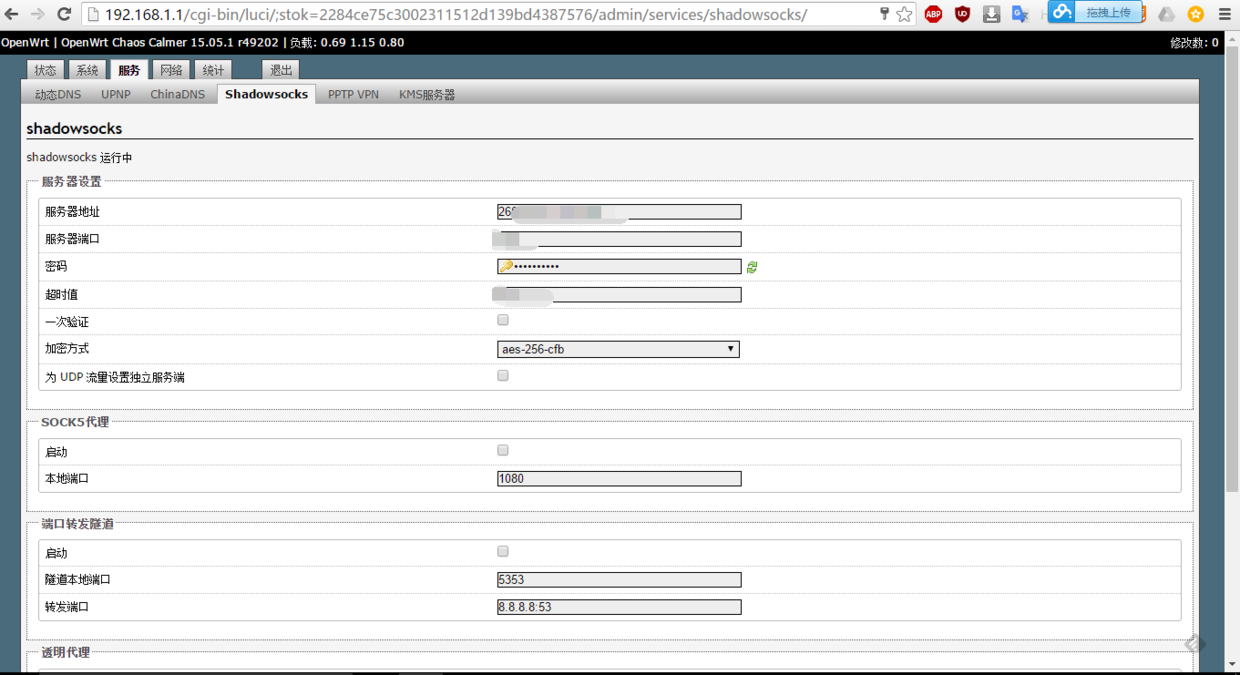 192.168.1.1/cgi-bin/luci/;stok=2284ce75c3002311512d139bd4387576/admin/services/shadowsocks/
ABP
拖拽上传
OpenWrt | OpenWrt Chaos Calmer 15.05.1 r49202 | 负载: 0.69 1.15 0.80 修改数: 0
状态 系统 服务 网络 统计 退出
动态DNS UPNP ChinaDNS Shadowsocks PPTP VPN KMS服务器
shadowsocks
shadowsocks 运行中
服务器设置
服务器地址
服务器端口
密码 ••••••••••
超时值
一次验证
加密方式 aes-256-cfb
为 UDP 流量设置独立服务端
SOCK5代理
启动
本地端口 1080
端口转发隧道
启动
隧道本地端口 5353
转发端口 8.8.8.8:53
透明代理